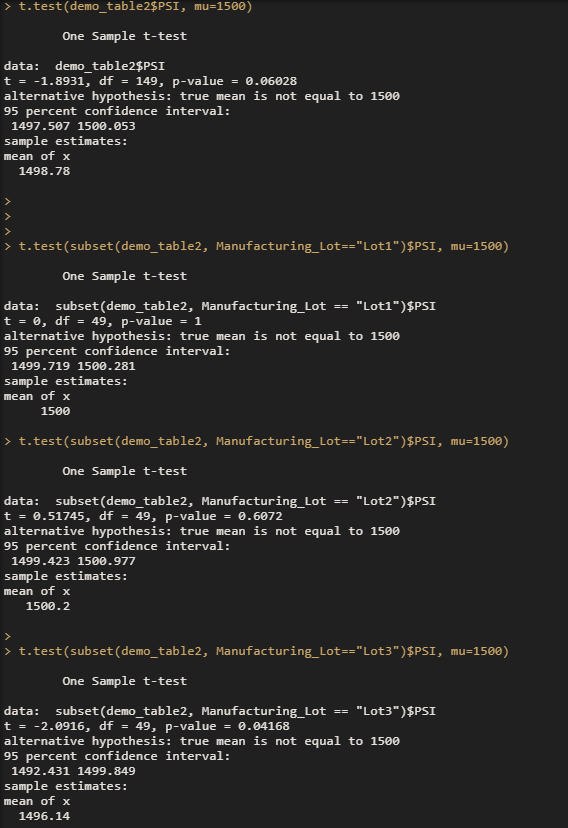 > t.test(demo_table2$PSI, mu=1500)
One Sample t-test
data:  demo_table2$PSI
t = -1.8931, df = 149, p-value = 0.06028
alternative hypothesis: true mean is not equal to 1500
95 percent confidence interval:
1497.507 1500.053
sample estimates:
mean of x
1498.78
>
>
>
> t.test(subset(demo_table2, Manufacturing_Lot=="Lot1")$PSI, mu=1500)
One Sample t-test
data:  subset(demo_table2, Manufacturing_Lot == "Lot1")$PSI
t = 0, df = 49, p-value = 1
alternative hypothesis: true mean is not equal to 1500
95 percent confidence interval:
1499.719 1500.281
sample estimates:
mean of x
1500
> t.test(subset(demo_table2, Manufacturing_Lot=="Lot2")$PSI, mu=1500)
One Sample t-test
data:  subset(demo_table2, Manufacturing_Lot == "Lot2")$PSI
t = 0.51745, df = 49, p-value = 0.6072
alternative hypothesis: true mean is not equal to 1500
95 percent confidence interval:
1499.423 1500.977
sample estimates:
mean of x
1500.2
>
> t.test(subset(demo_table2, Manufacturing_Lot=="Lot3")$PSI, mu=1500)
One Sample t-test
data:  subset(demo_table2, Manufacturing_Lot == "Lot3")$PSI
t = -2.0916, df = 49, p-value = 0.04168
alternative hypothesis: true mean is not equal to 1500
95 percent confidence interval:
1492.431 1499.849
sample estimates:
mean of x
1496.14